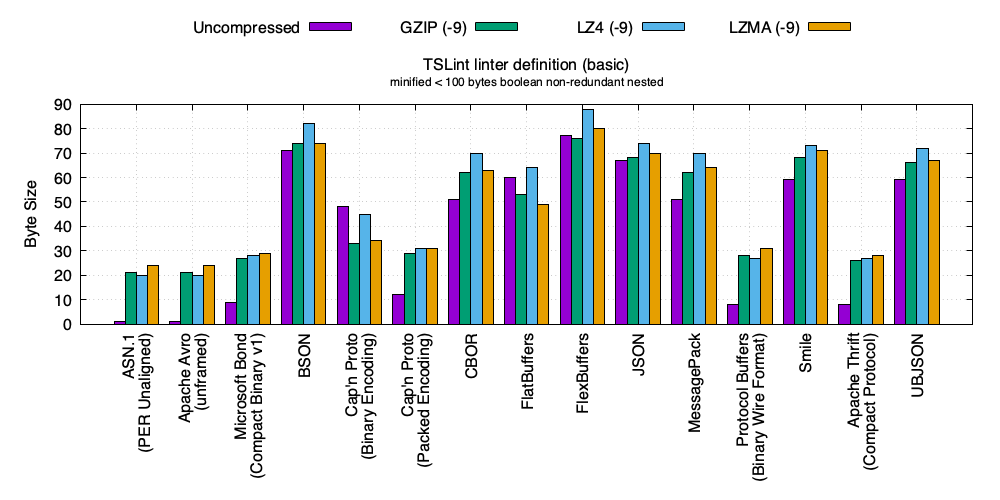 Uncompressed GZIP (-9) LZ4 (-9) LZMA (-9)
TSLint linter definition (basic)
minified < 100 bytes boolean non-redundant nested
Byte Size
90
80
70
60
50
40
30
20
10
0
ASN.1
(PER Unaligned)
Apache Avro
(unframed)
Microsoft Bond
(Compact Binary v1)
BSON
Cap'n Proto
(Binary Encoding)
Cap'n Proto
(Packed Encoding)
CBOR
FlatBuffers
FlexBuffers
JSON
MessagePack
Protocol Buffers
(Binary Wire Format)
Smile
Apache Thrift
(Compact Protocol)
UBJSON